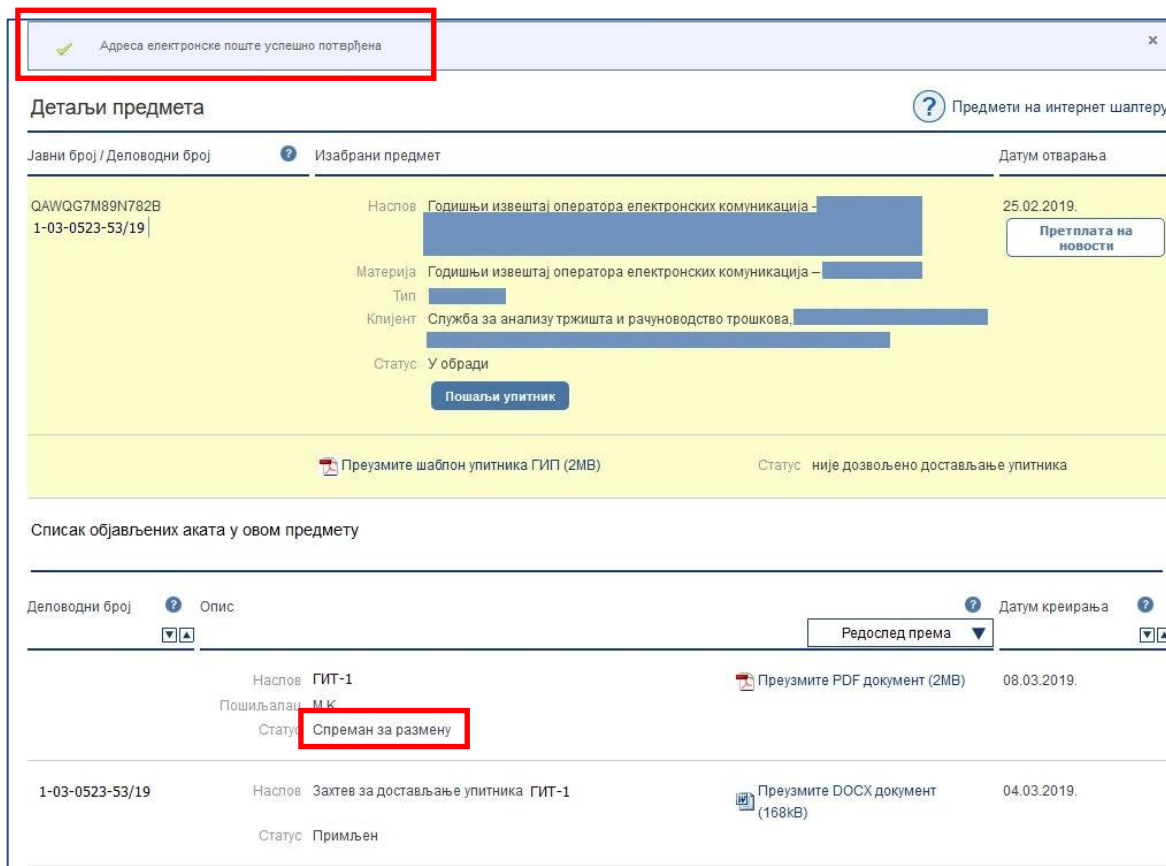 Адреса електронске поште успешно потврђена
Детаљи предмета
? Предмети на интернет шалтеру
Јавни број / Деловодни број ? Изабрани предмет Датум отварања
QAWQG7M89N782B Наслов Годишњи извештај оператора електронских комуникација - 25.02.2019.
1-03-0523-53/19 Претплата на
новости
Материја Годишњи извештај оператора електронских комуникација –
Тип
Клијент Служба за анализу тржишта и рачуноводство трошкова,
Статус У обради
Пошаљи упитник
Преузмите шаблон упитника ГИП (2MB) Статус није дозвољено достављање упитника
Списак објављених аката у овом предмету
Деловодни број ? Опис ? Датум креирања ?
Редослед према
Наслов ГИТ-1 Преузмите PDF документ (2MB) 08.03.2019.
Пошиљалац М.К
Статус Спреман за размену
1-03-0523-53/19 Наслов Захтев за достављање упитника ГИТ-1 Преузмите DOCX документ 04.03.2019.
(168kB)
Статус Примљен